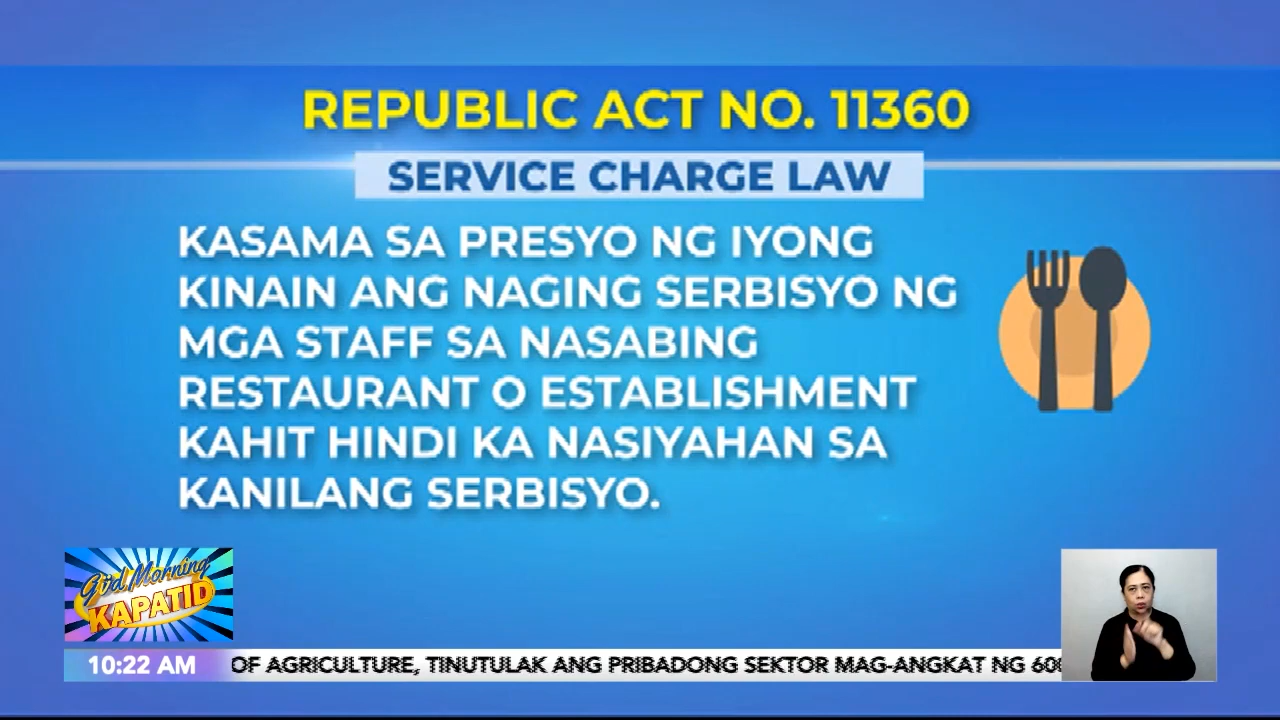 REPUBLIC ACT NO. 11360
SERVICE CHARGE LAW
KASAMA SA PRESYO NG IYONG
KINAIN ANG NAGING SERBISYO NG
MGA STAFF SA NASABING
RESTAURANT O ESTABLISHMENT
KAHIT HINDI KA NASIYAHAN SA
KANILANG SERBISYO.
Gud Morning
KAPATID
10:22 AM OF AGRICULTURE, TINUTULAK ANG PRIBADONG SEKTOR MAG-ANGKAT NG